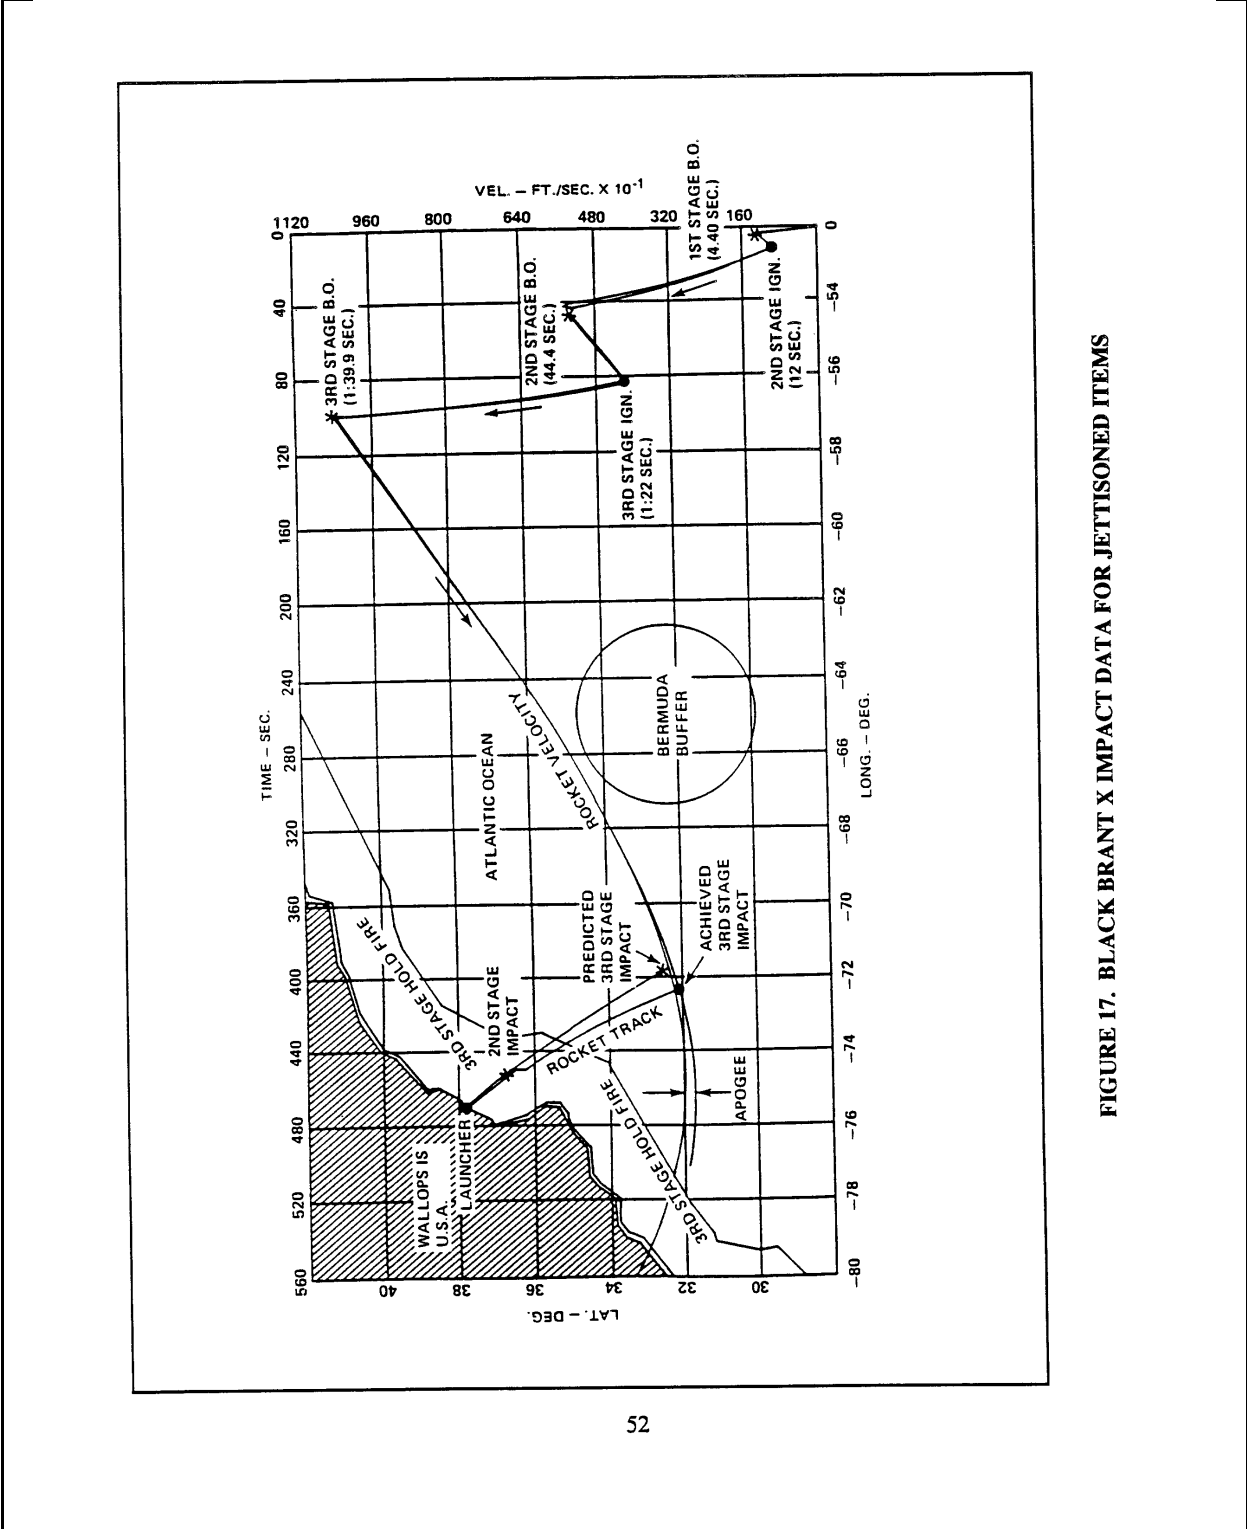 VEL. – FT./SEC. X 10-1
1120
960
800
640
480
320
160
0
TIME – SEC.
0
40
80
120
160
200
240
280
320
360
400
440
480
520
560
1ST STAGE B.O.
(4.40 SEC.)
2ND STAGE IGN.
(12 SEC.)
2ND STAGE B.O.
(44.4 SEC.)
3RD STAGE IGN.
(1:22 SEC.)
3RD STAGE B.O.
(1:39.9 SEC.)
ROCKET VELOCITY
ATLANTIC OCEAN
BERMUDA
BUFFER
PREDICTED
3RD STAGE
IMPACT
ACHIEVED
3RD STAGE
IMPACT
3RD STAGE HOLD FIRE
2ND STAGE
IMPACT
ROCKET TRACK
APOGEE
3RD STAGE HOLD FIRE
WALLOPS IS
U.S.A.
LAUNCHER
LAT. – DEG.
40
38
36
34
32
30
LONG. – DEG.
–54
–56
–58
–60
–62
–64
–66
–68
–70
–72
–74
–76
–78
–80
FIGURE 17. BLACK BRANT X IMPACT DATA FOR JETTISONED ITEMS
52